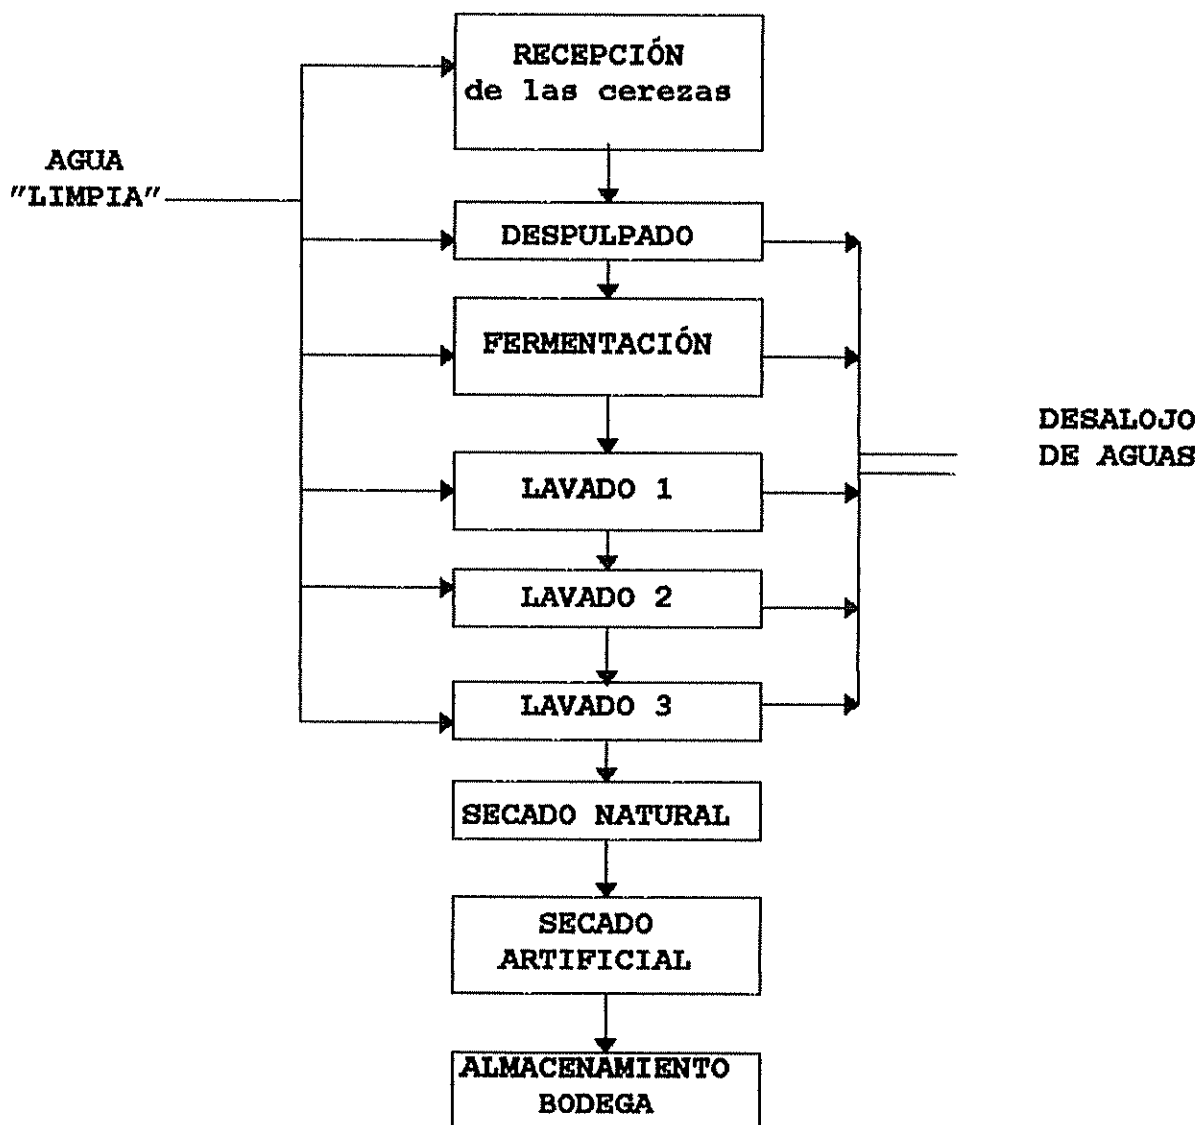 RECEPCIÓN
de las cerezas
AGUA
"LIMPIA"
DESPULPADO
FERMENTACIÓN
DESALOJO
DE AGUAS
LAVADO 1
LAVADO 2
LAVADO 3
SECADO NATURAL
SECADO
ARTIFICIAL
ALMACENAMIENTO
BODEGA